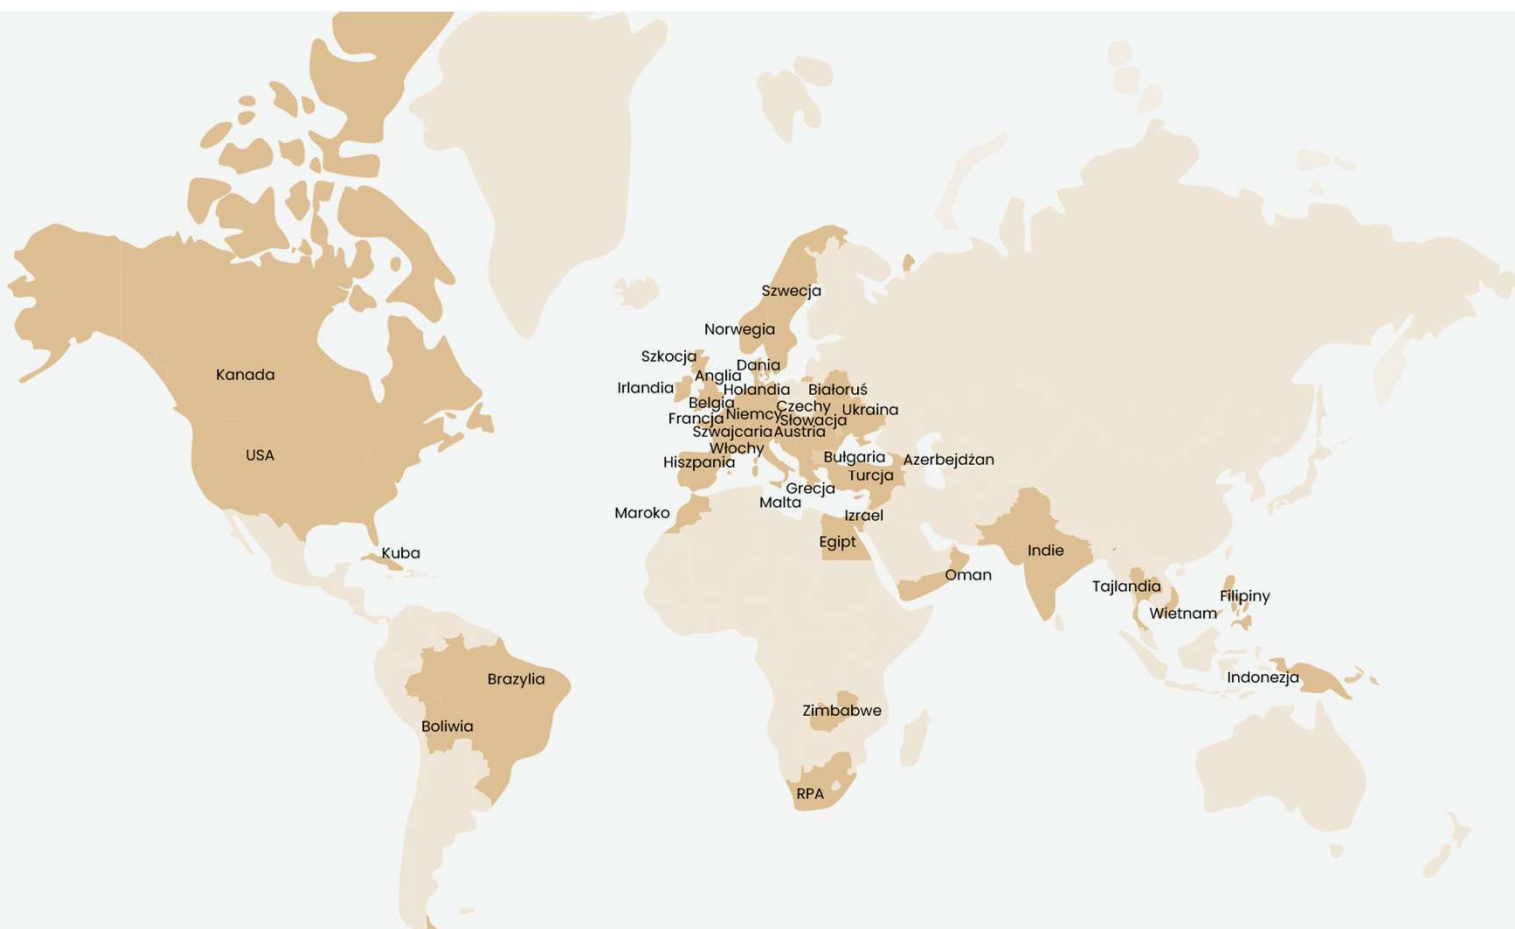 Szwecja
Norwegia
Szkocja
Dania
Kanada
Anglia
Irlandia
Holandia
Białoruś
Belgia
Czechy
Ukraina
Francja
Niemcy
Słowacja
Szwajcaria
Austria
Włochy
USA
Bułgaria
Azerbejdżan
Hiszpania
Turcja
Grecja
Malta
Maroko
Izrael
Egipt
Kuba
Indie
Oman
Tajlandia
Filipiny
Wietnam
Indonezja
Brazylia
Zimbabwe
Boliwia
RPA